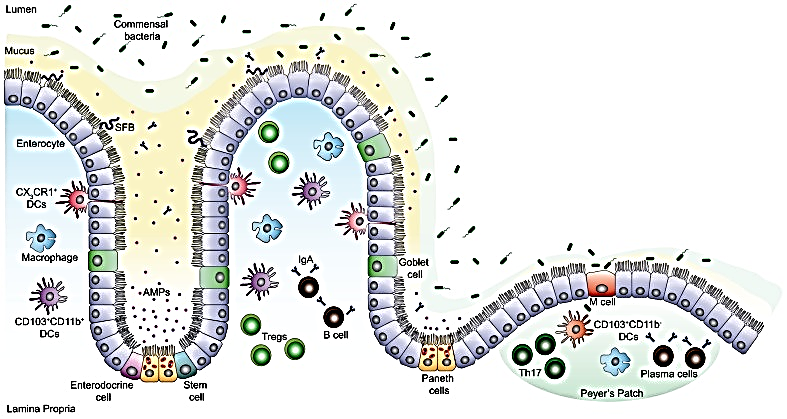 Lumen
Commensal
bacteria
Mucus
SFB
Enterocyte
CX3CR1+
DCs
Macrophage
CD103+CD11b+
DCs
AMPs
IgA
B cell
Tregs
Goblet
cell
M cell
CD103+CD11b-
DCs
Th17
Plasma cells
Peyer's Patch
Enterodocrine
cell
Stem
cell
Paneth
cells
Lamina Propria